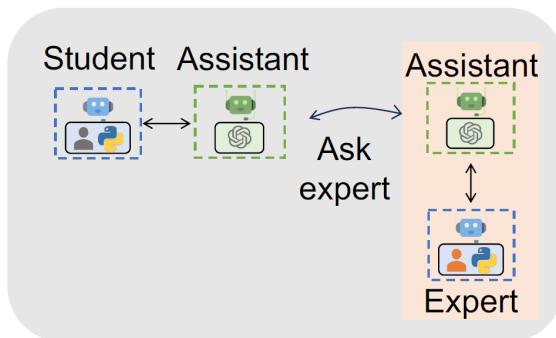 Student
Assistant
Assistant
Ask
expert
Expert